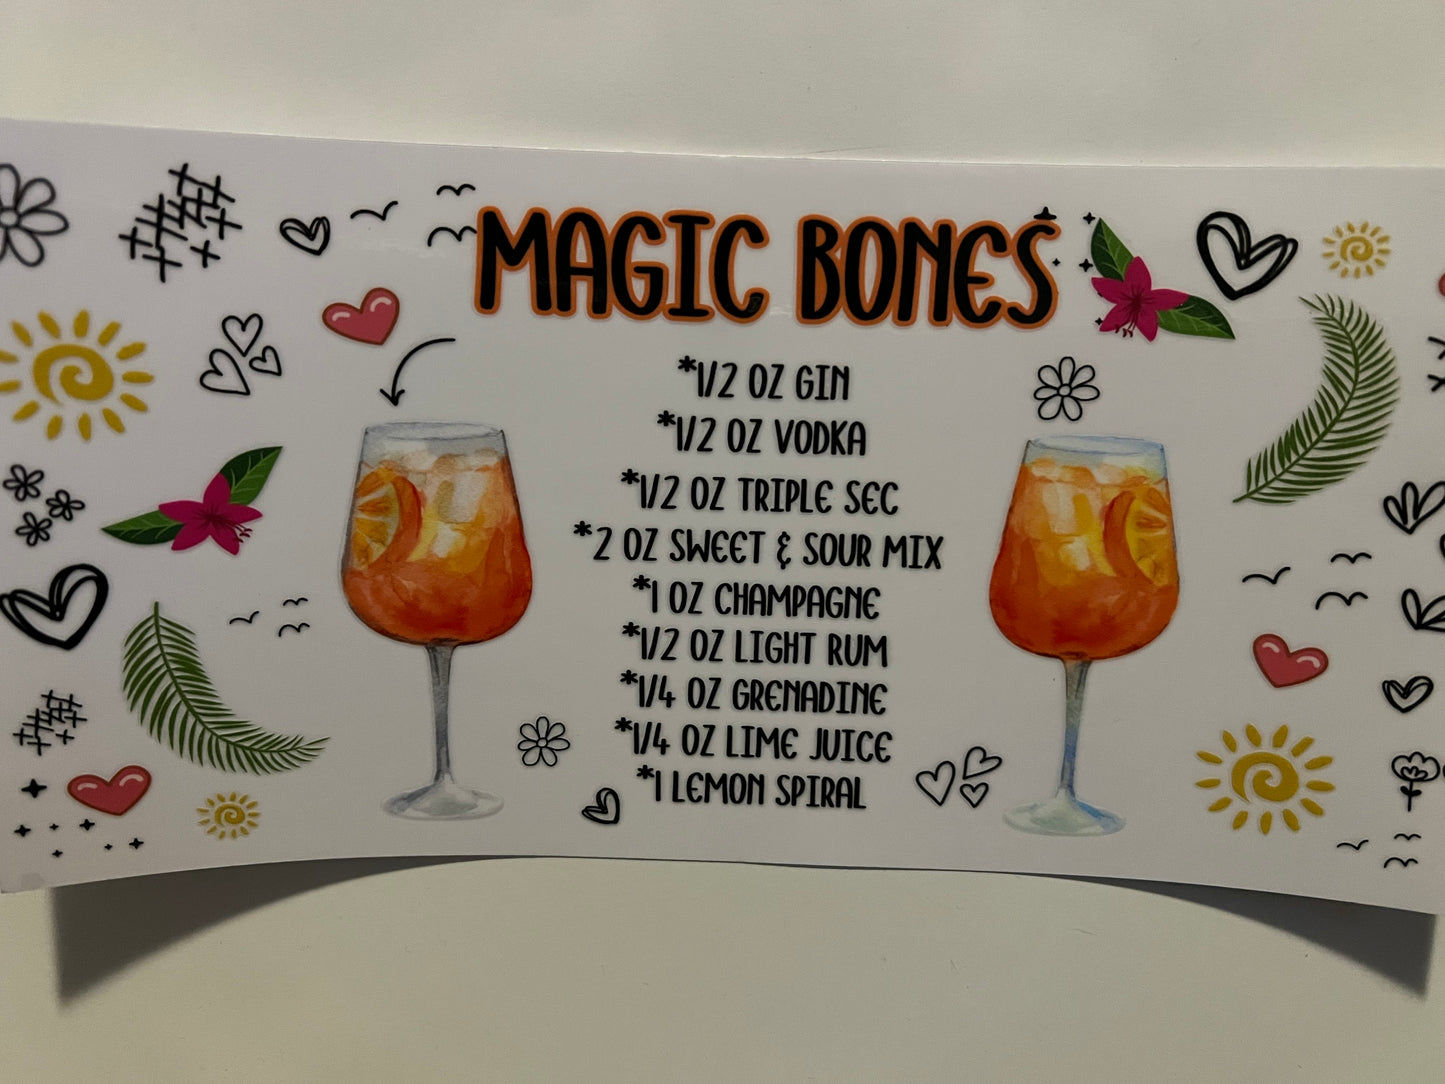 MAGIC BONES
*1/2 OZ GIN
*1/2 OZ VODKA
*1/2 OZ TRIPLE SEC
*2 OZ SWEET & SOUR MIX
*1 OZ CHAMPAGNE
*1/2 OZ LIGHT RUM
*1/4 OZ GRENADINE
*1/4 OZ LIME JUICE
*1 LEMON SPIRAL